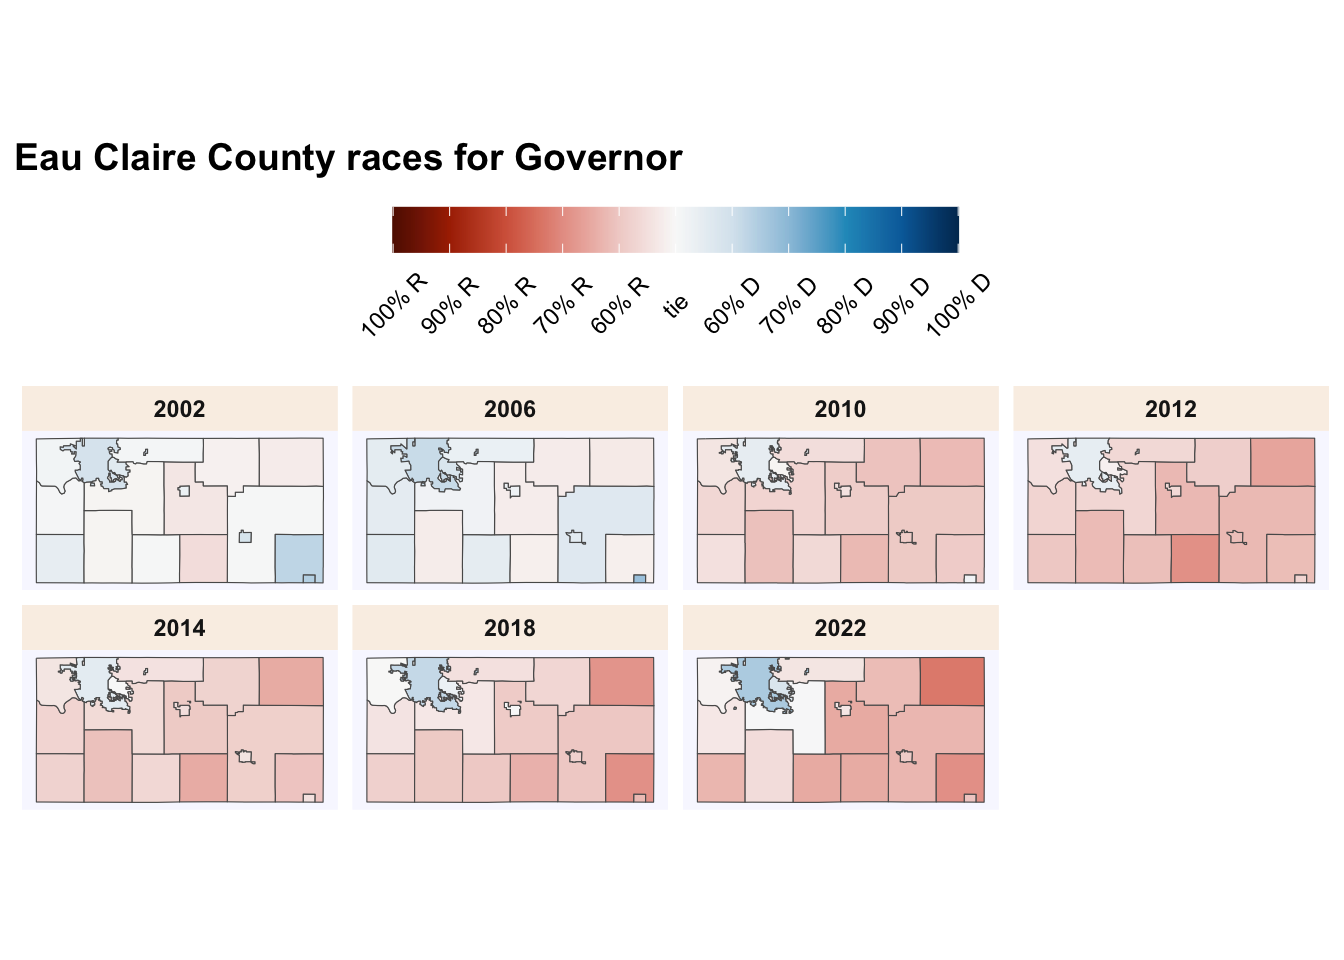 Eau Claire County races for Governor
100% R
90% R
80% R
70% R
60% R
tie
60% D
70% D
80% D
90% D
100% D
2002
2006
2010
2012
2014
2018
2022